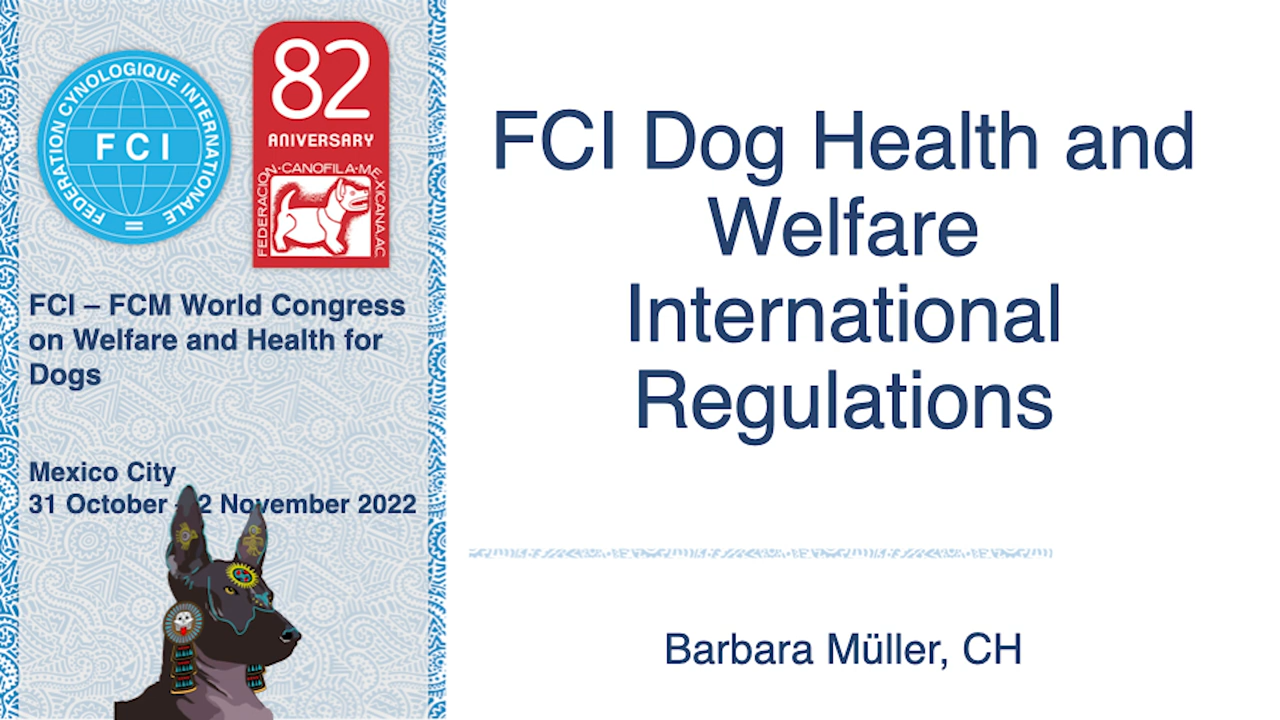 FEDERATION CYNOLOGIQUE INTERNATIONALE
FCI
82
ANIVERSARY
FEDERACION·CANOFILA·MEXICANA,AC.
FCI – FCM World Congress
on Welfare and Health for
Dogs
Mexico City
31 October - 2 November 2022
FCI Dog Health and
Welfare
International
Regulations
Barbara Müller, CH